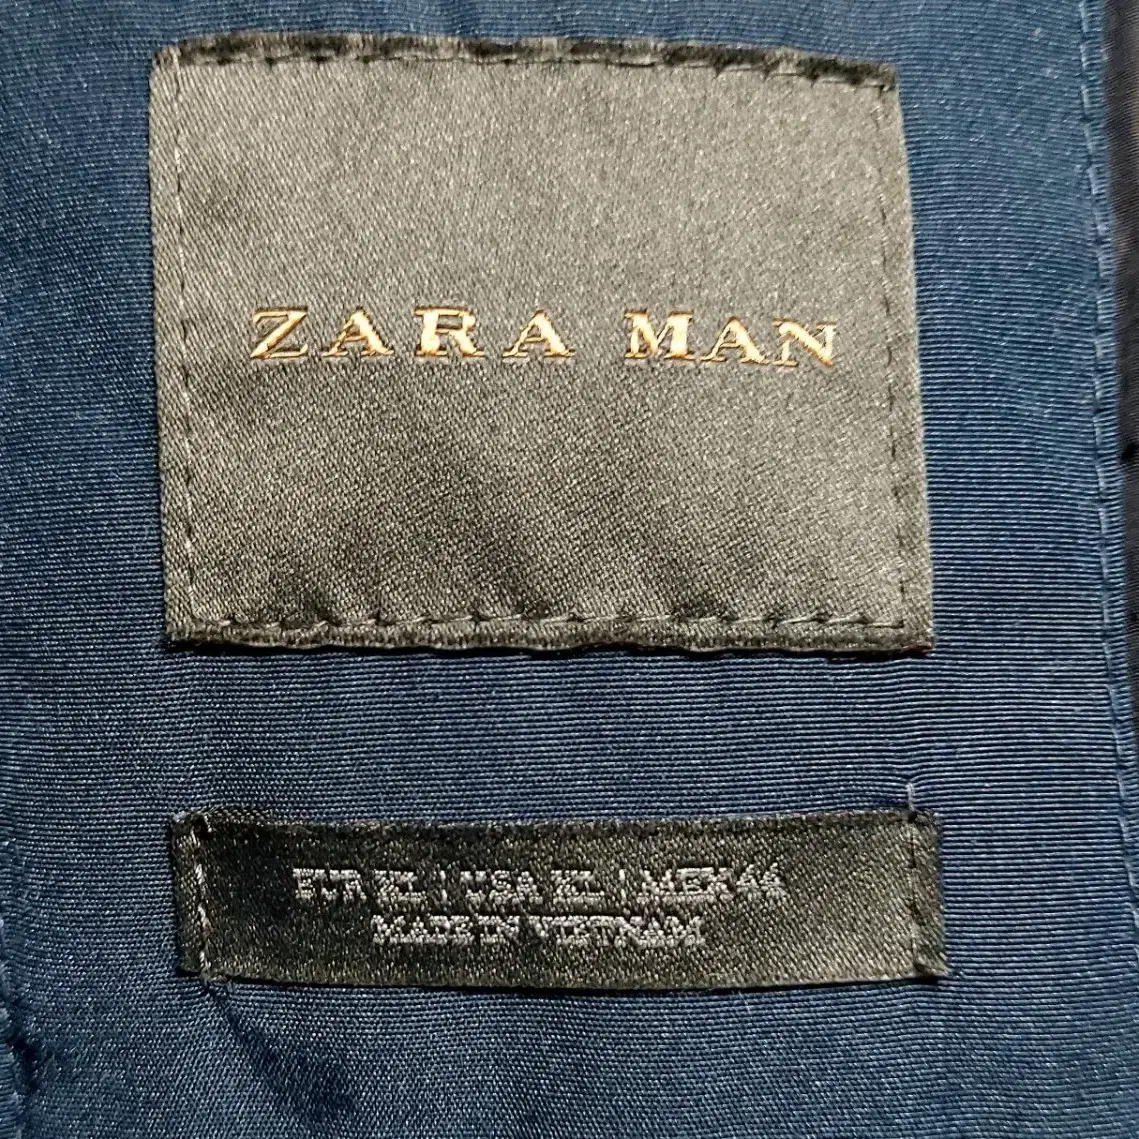 ZARA MAN
EUR XL | USA XL | MEX 44
MADE IN VIETNAM